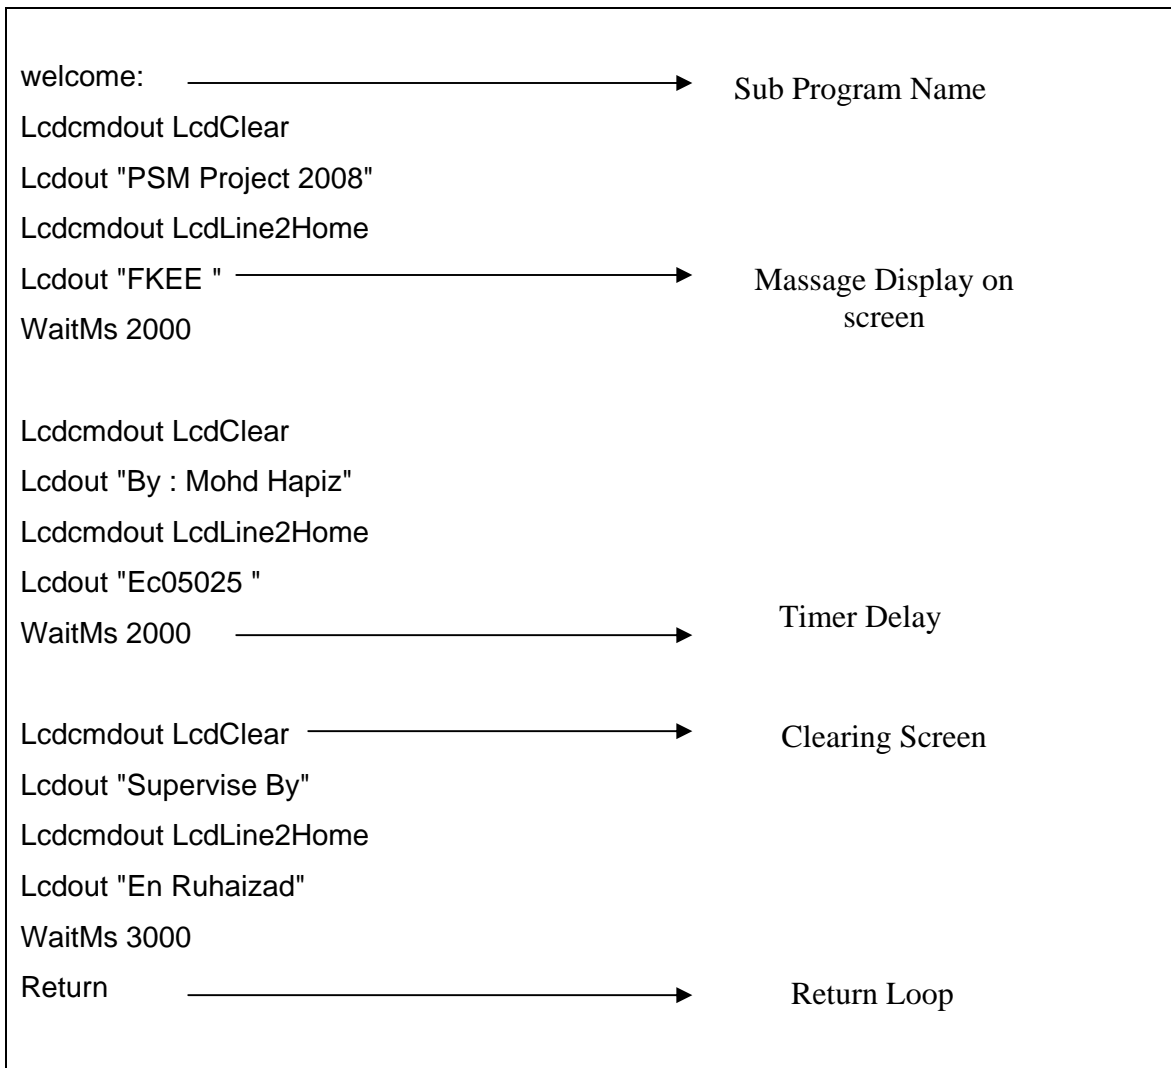 welcome:
Sub Program Name
Lcdcmdout LcdClear
Lcdout "PSM Project 2008"
Lcdcmdout LcdLine2Home
Lcdout "FKEE "
Massage Display on
screen
WaitMs 2000
Lcdcmdout LcdClear
Lcdout "By : Mohd Hapiz"
Lcdcmdout LcdLine2Home
Lcdout "Ec05025 "
WaitMs 2000
Timer Delay
Lcdcmdout LcdClear
Clearing Screen
Lcdout "Supervise By"
Lcdcmdout LcdLine2Home
Lcdout "En Ruhaizad"
WaitMs 3000
Return
Return Loop